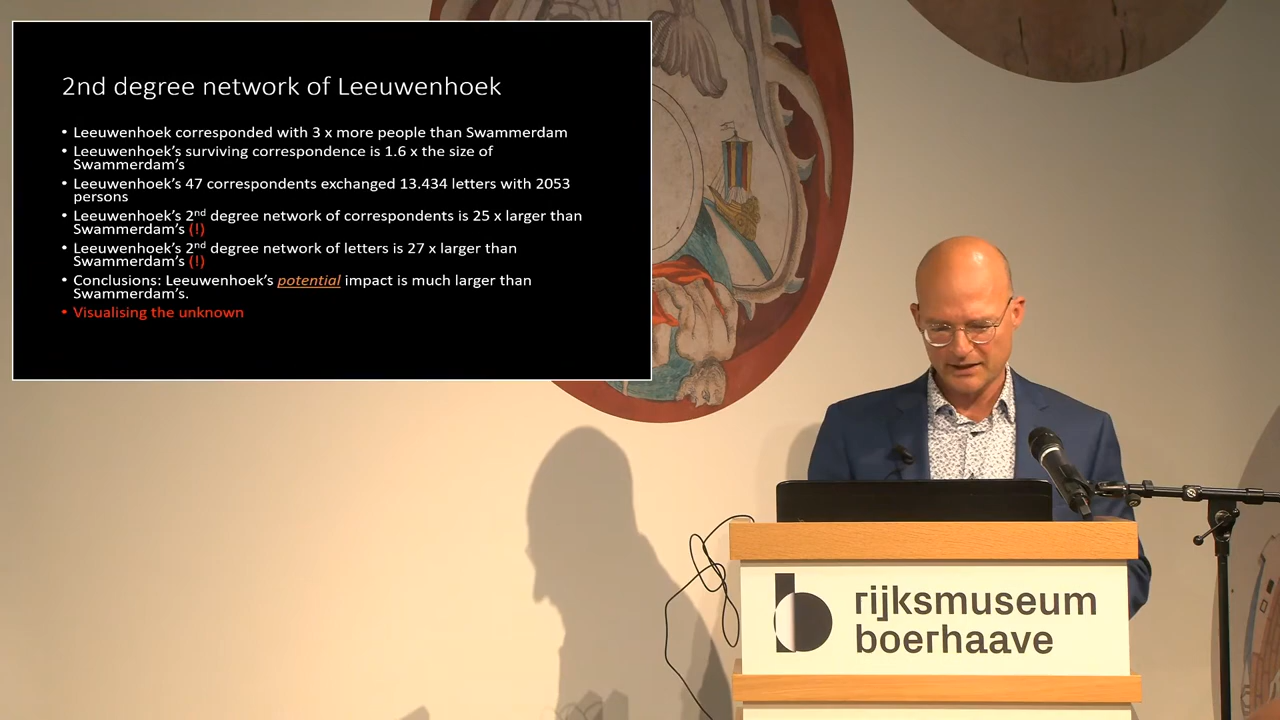 2nd degree network of Leeuwenhoek
• Leeuwenhoek corresponded with 3 x more people than Swammerdam
• Leeuwenhoek's surviving correspondence is 1.6 x the size of
Swammerdam's
• Leeuwenhoek's 47 correspondents exchanged 13.434 letters with 2053
persons
• Leeuwenhoek's 2nd degree network of correspondents is 25 x larger than
Swammerdam's (!)
• Leeuwenhoek's 2nd degree network of letters is 27 x larger than
Swammerdam's (!)
• Conclusions: Leeuwenhoek's potential impact is much larger than
Swammerdam's.
• Visualising the unknown
b
rijksmuseum
boerhaave